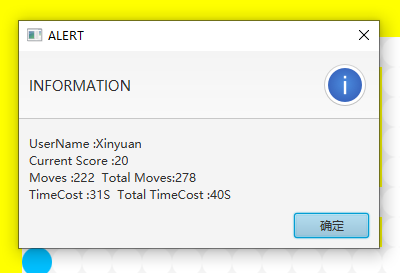 ALERT
INFORMATION
UserName :Xinyuan
Current Score :20
Moves :222  Total Moves:278
TimeCost :31S  Total TimeCost :40S
确定